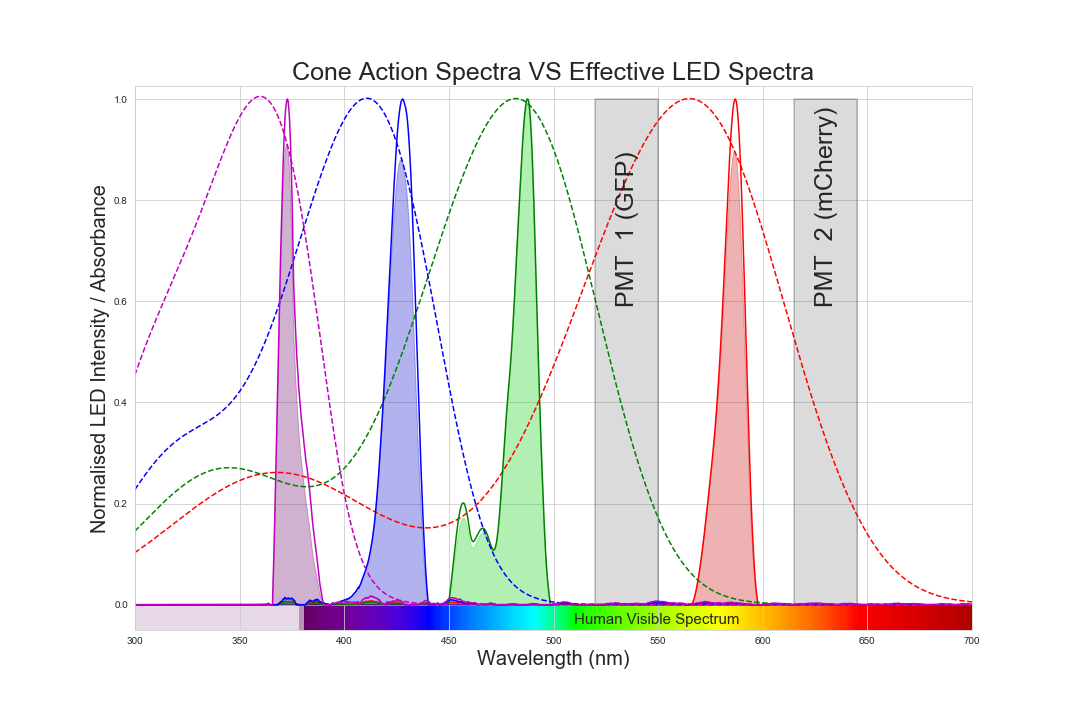 Cone Action Spectra VS Effective LED Spectra
Normalised LED Intensity / Absorbance
1.0
0.8
0.6
0.4
0.2
0.0
PMT 1 (GFP)
PMT 2 (mCherry)
Human Visible Spectrum
300 350 400 450 500 550 600 650 700
Wavelength (nm)